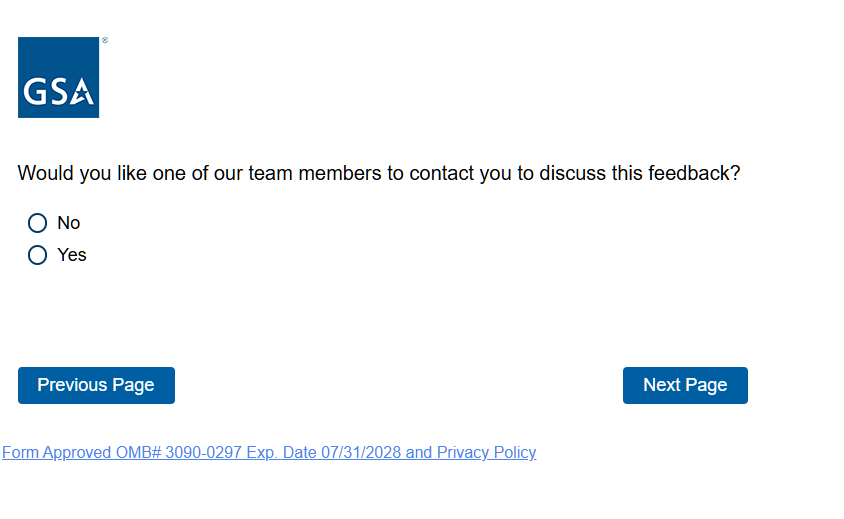 GSA®
Would you like one of our team members to contact you to discuss this feedback?
No
Yes
Previous Page
Next Page
Form Approved OMB# 3090-0297 Exp. Date 07/31/2028 and Privacy Policy